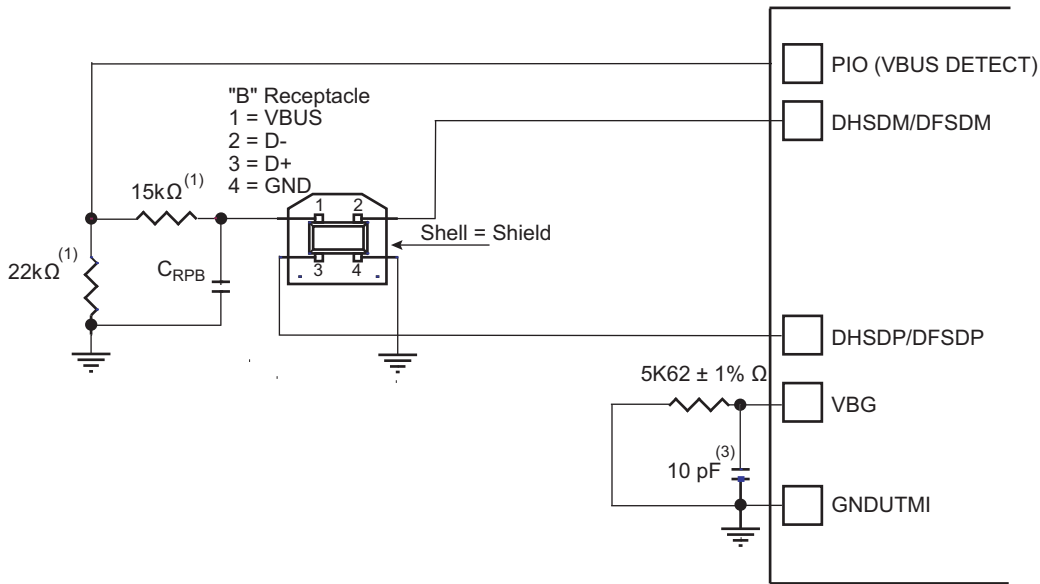 PIO (VBUS DETECT)
"B" Receptacle
1 = VBUS
2 = D-
3 = D+
4 = GND
DHSDM/DFSDM
15kΩ(1)
1 2
Shell = Shield
22kΩ(1)
CRPB
3 4
DHSDP/DFSDP
5K62 ± 1% Ω
VBG
10 pF(3)
GNDUTMI